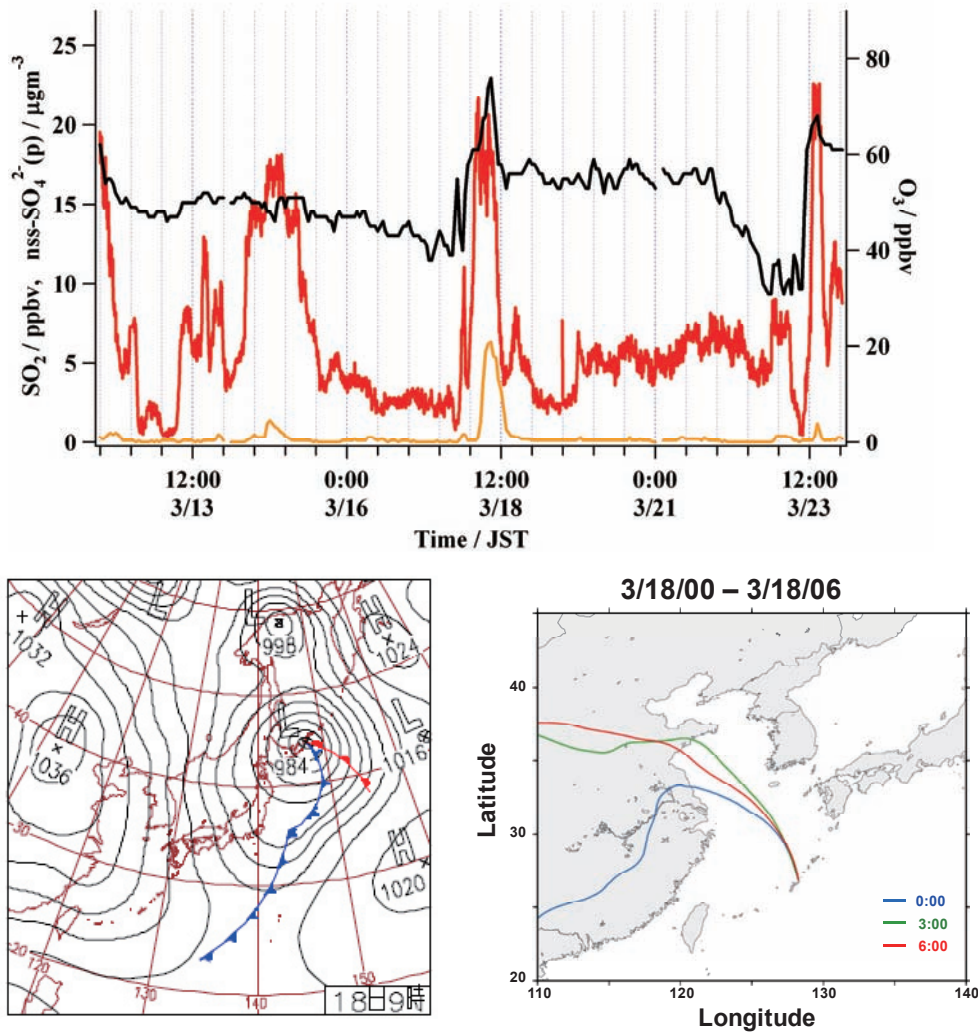 SO₂ / ppbv, nss-SO₄²⁻(p) / μgm⁻³
25
20
15
10
5
0
80
60
40
20
0
O₃ / ppbv
12:00 0:00 12:00 0:00 12:00
3/13 3/16 3/18 3/21 3/23
Time / JST
H
1032
L
L
998
H
1024
40
H
1036
L
984
L
1016
30
H
1020
20
120
130
140
150
18日9時
3/18/00 – 3/18/06
Latitude
40
30
20
0:00
3:00
6:00
110 120 130 140
Longitude